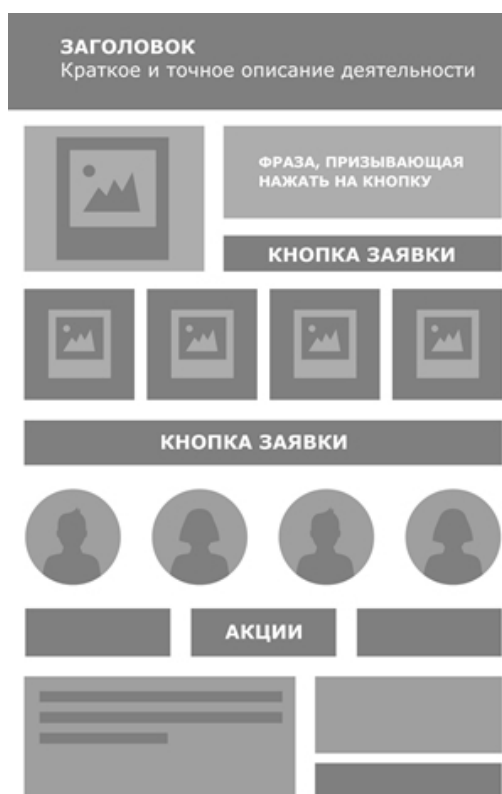 ЗАГОЛОВОК
Краткое и точное описание деятельности
ФРАЗА, ПРИЗЫВАЮЩАЯ
НАЖАТЬ НА КНОПКУ
КНОПКА ЗАЯВКИ
КНОПКА ЗАЯВКИ
АКЦИИ